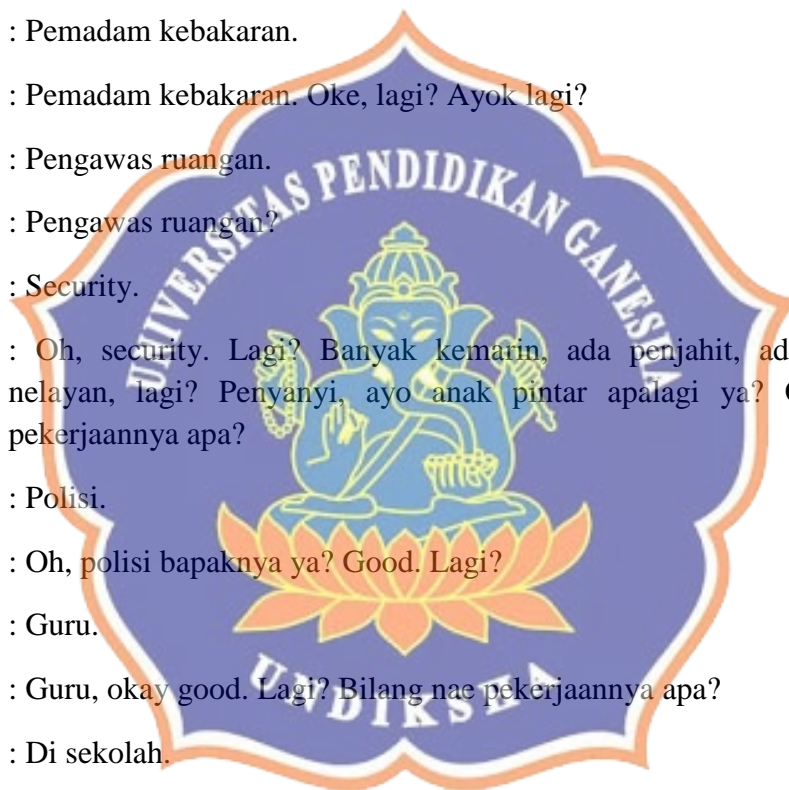 : Pemadam kebakaran.
: Pemadam kebakaran. Oke, lagi? Ayok lagi?
: Pengawas ruangan.
UNIVERSITAS PENDIDIKAN GANESHA
: Pengawas ruangan?
: Security.
: Oh, security. Lagi? Banyak kemarin, ada penjahit, ad
nelayan, lagi? Penyanyi, ayo anak pintar apalagi ya?
pekerjaannya apa?
: Polisi.
: Oh, polisi bapaknya ya? Good. Lagi?
: Guru.
: Guru, okay good. Lagi? Bilang nae pekerjaannya apa?
UNDIKSHA
: Di sekolah.